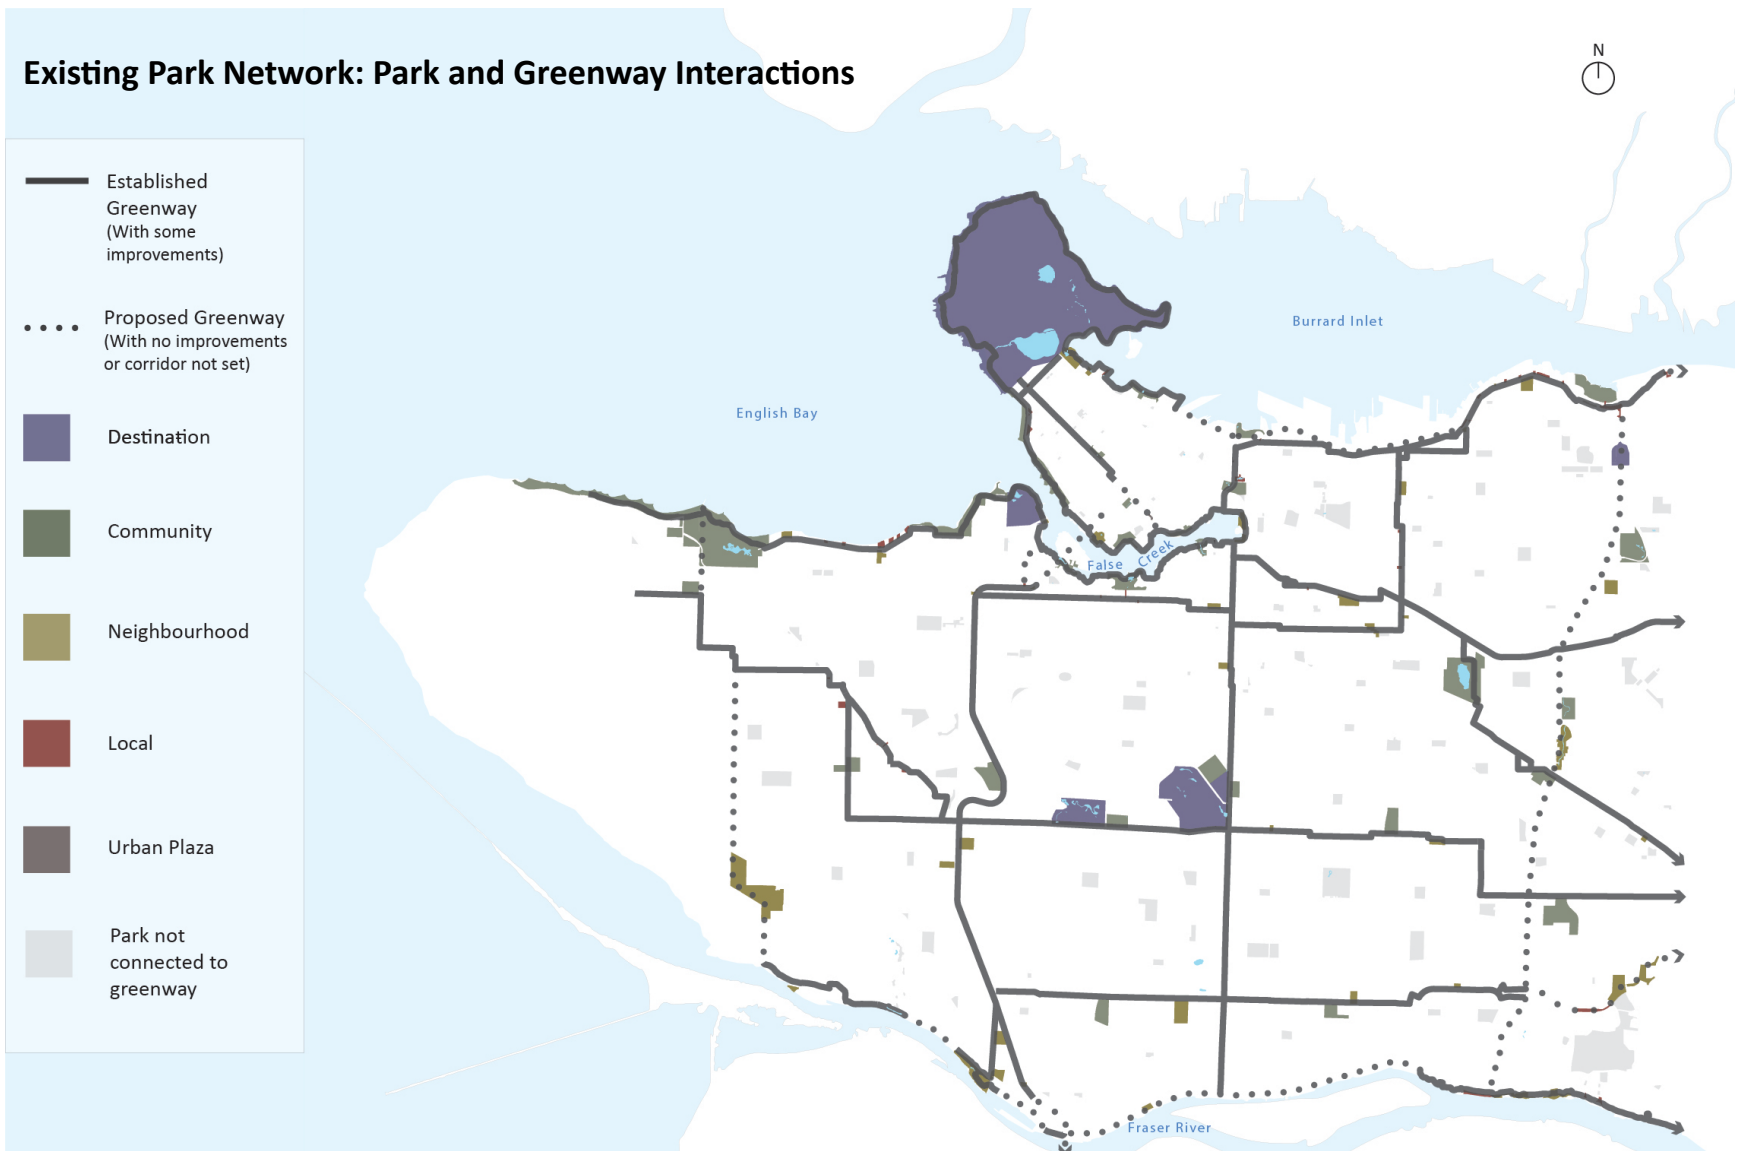 Existing Park Network: Park and Greenway Interactions
N
Established
Greenway
(With some
improvements)
Proposed Greenway
(With no improvements
or corridor not set)
Destination
Community
Neighbourhood
Local
Urban Plaza
Park not
connected to
greenway
Burrard Inlet
English Bay
False Creek
Fraser River